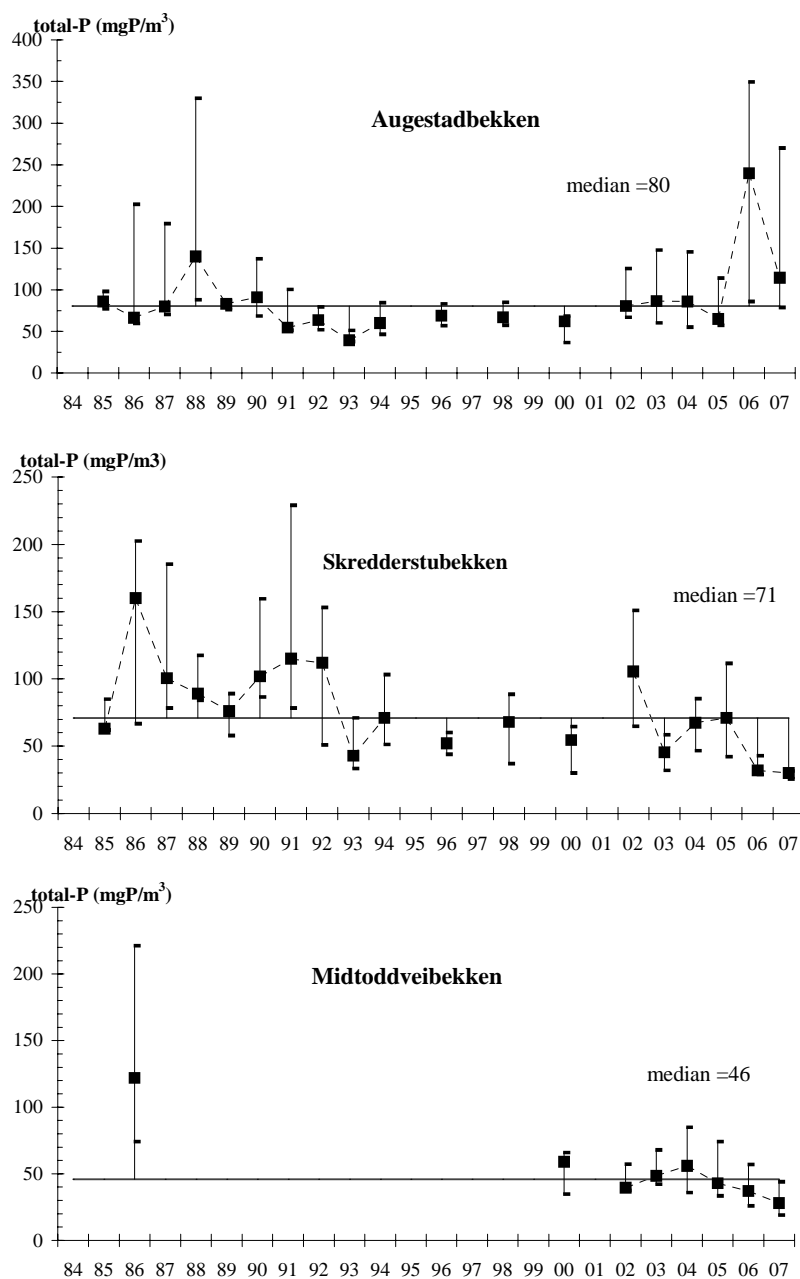 total-P (mgP/m³)
400
350
300
250
200
150
100
50
0
Augestadbekken
median =80
84 85 86 87 88 89 90 91 92 93 94 95 96 97 98 99 00 01 02 03 04 05 06 07
total-P (mgP/m3)
250
200
150
100
50
0
Skredderstubekken
median =71
84 85 86 87 88 89 90 91 92 93 94 95 96 97 98 99 00 01 02 03 04 05 06 07
total-P (mgP/m³)
250
200
150
100
50
0
Midtoddveibekken
median =46
84 85 86 87 88 89 90 91 92 93 94 95 96 97 98 99 00 01 02 03 04 05 06 07